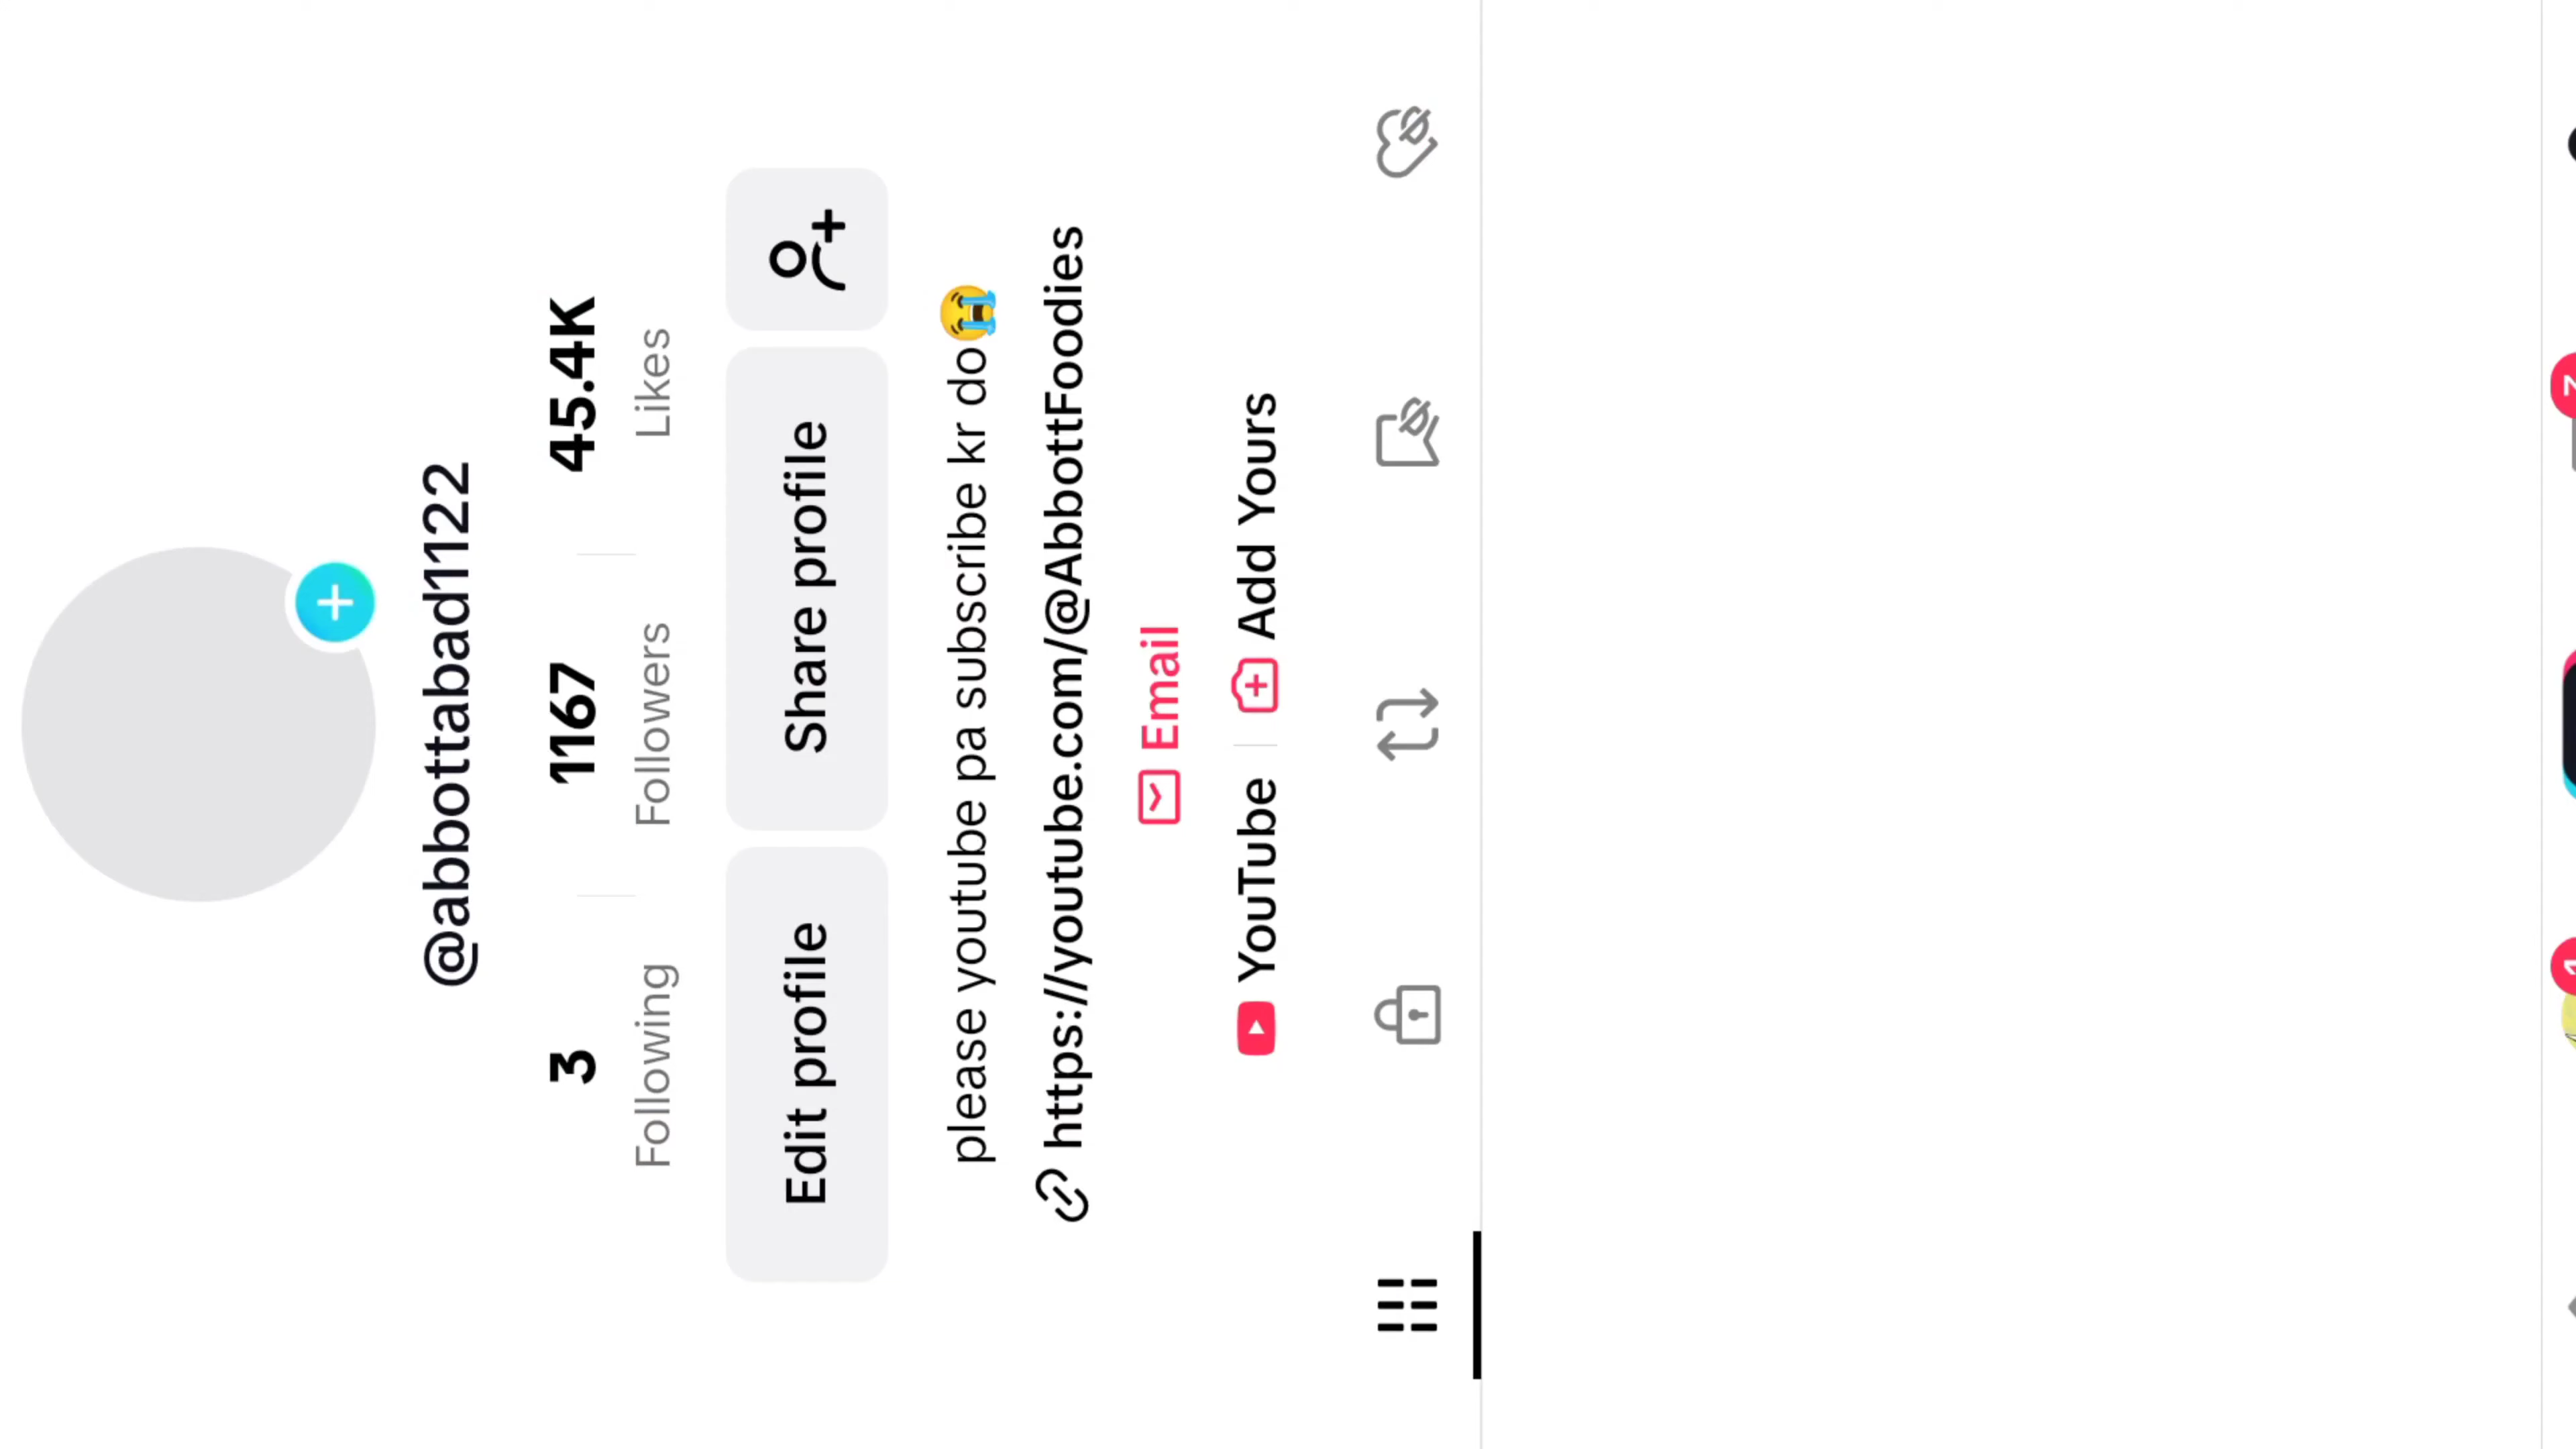 @abbottabad1122
3
Following
1167
Followers
45.4K
Likes
Edit profile
Share profile
please youtube pa subscribe kr do😭
https://youtube.com/@AbbottFoodies
Email
YouTube
Add Yours